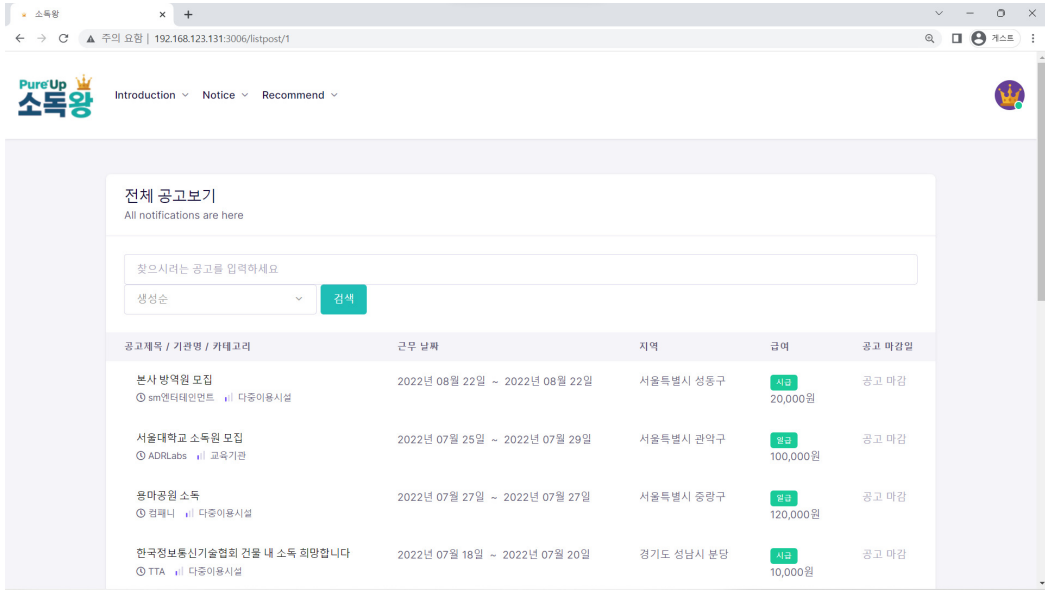 소독왕
주의 요함 | 192.168.123.131:3006/listpost/1
게스트
Pure'Up
소독왕
Introduction Notice Recommend
전체 공고보기
All notifications are here
찾으시려는 공고를 입력하세요
생성순 검색
공고제목 / 기관명 / 카테고리 근무 날짜 지역 급여 공고 마감일
본사 방역원 모집 2022년 08월 22일 ~ 2022년 08월 22일 서울특별시 성동구 시급 공고 마감
sm엔터테인먼트 다중이용시설 20,000원
서울대학교 소독원 모집 2022년 07월 25일 ~ 2022년 07월 29일 서울특별시 관악구 일급 공고 마감
ADRLabs 교육기관 100,000원
용마공원 소독 2022년 07월 27일 ~ 2022년 07월 27일 서울특별시 중랑구 일급 공고 마감
컴패니 다중이용시설 120,000원
한국정보통신기술협회 건물 내 소독 희망합니다 2022년 07월 18일 ~ 2022년 07월 20일 경기도 성남시 분당 시급 공고 마감
TTA 다중이용시설 10,000원